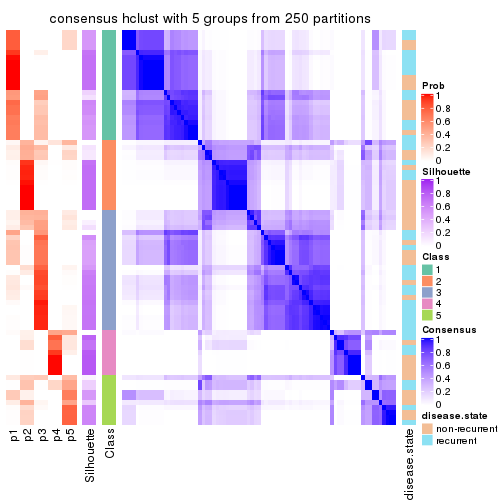 consensus hclust with 5 groups from 250 partitions
Prob
1
0.8
0.6
0.4
0.2
0
Silhouette
1
0.8
0.6
0.4
0.2
0
Class
1
2
3
4
5
Consensus
1
0.8
0.6
0.4
0.2
0
disease.state
non-recurrent
recurrent
p1
p2
p3
p4
p5
Silhouette
Class
disease.state